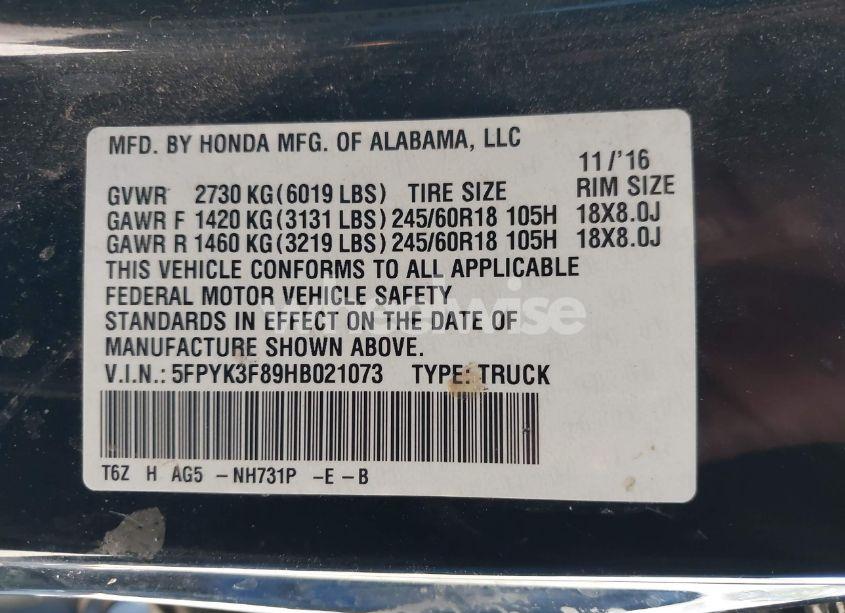 MFD. BY HONDA MFG. OF ALABAMA, LLC
11/'16
GVWR 2730 KG(6019 LBS) TIRE SIZE RIM SIZE
GAWR F 1420 KG(3131 LBS)245/60R18 105H 18X8.0J
GAWR R 1460 KG(3219 LBS)245/60R18 105H 18X8.0J
THIS VEHICLE CONFORMS TO ALL APPLICABLE
FEDERAL MOTOR VEHICLE SAFETY
STANDARDS IN EFFECT ON THE DATE OF
MANUFACTURE SHOWN ABOVE.
V.I.N.: 5FPYK3F89HB021073 TYPE: TRUCK
T6Z H AG5 -NH731P -E -B
wheelwise